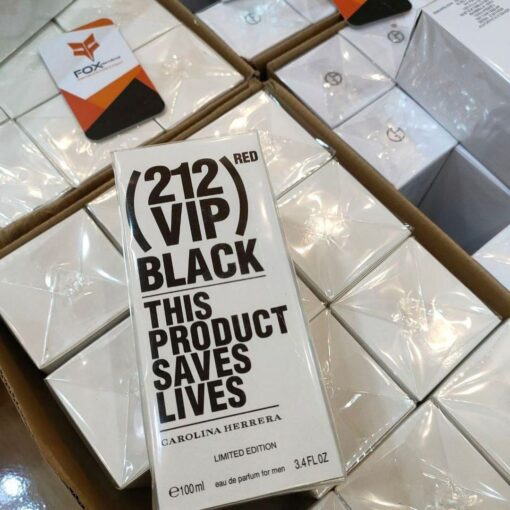 FOX
(212)RED
VIP
BLACK
THIS
PRODUCT
SAVES
LIVES
CAROLINA HERRERA
LIMITED EDITION
℮100ml eau de parfum for men 3.4 FL OZ